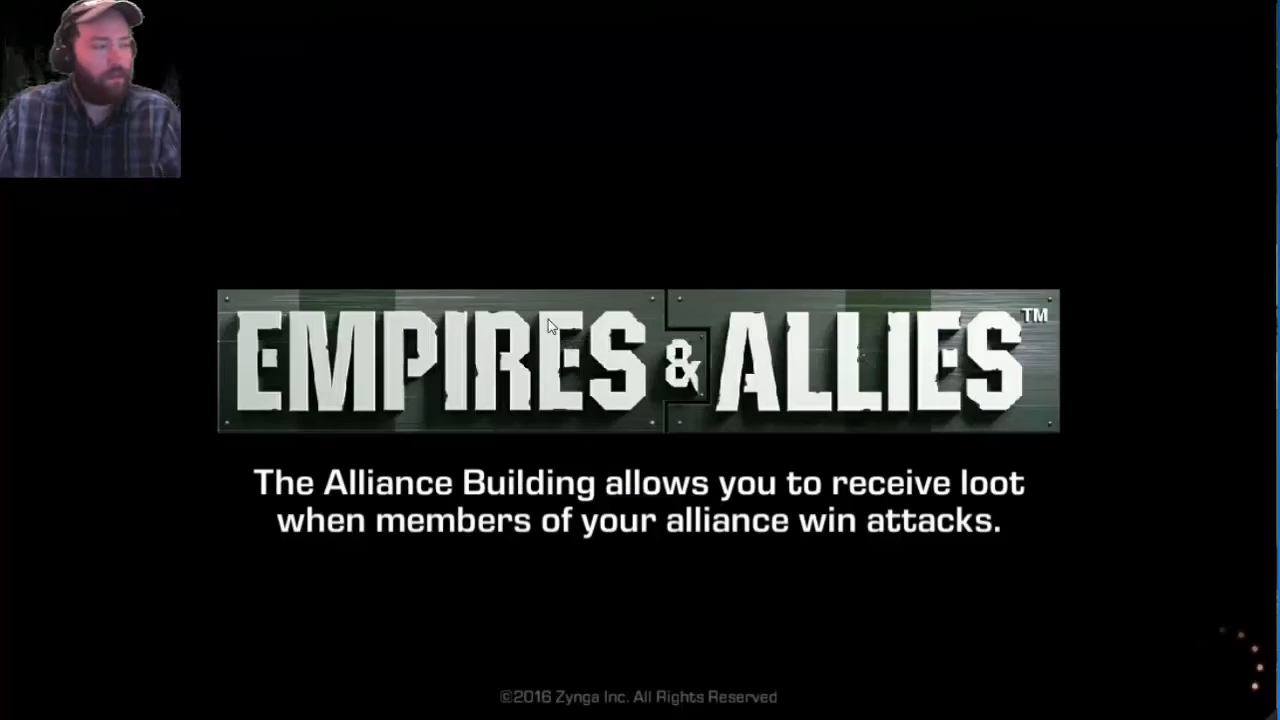 EMPIRES & ALLIES™
The Alliance Building allows you to receive loot
when members of your alliance win attacks.
©2016 Zynga Inc. All Rights Reserved